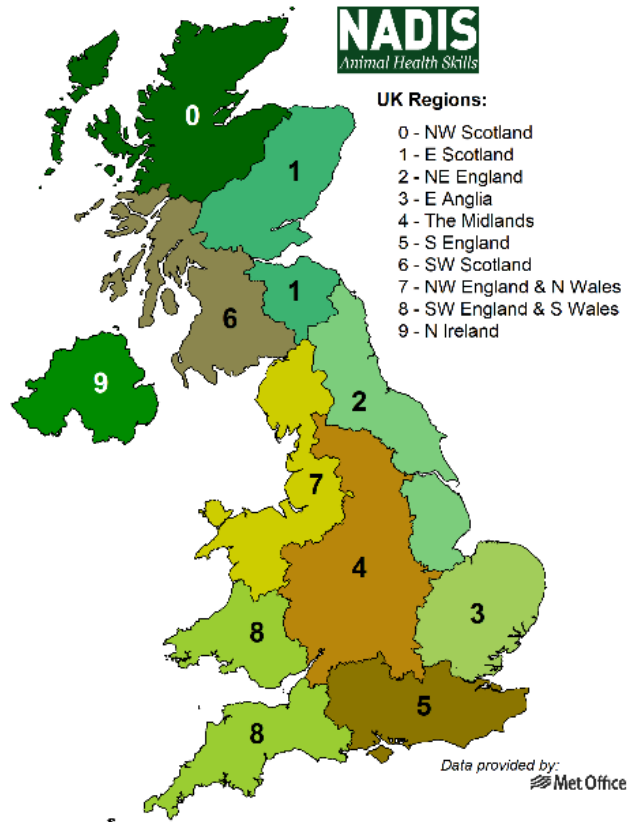 NADIS
Animal Health Skills
UK Regions:
0 - NW Scotland
1 - E Scotland
2 - NE England
3 - E Anglia
4 - The Midlands
5 - S England
6 - SW Scotland
7 - NW England & N Wales
8 - SW England & S Wales
9 - N Ireland
0
1
1
6
9
2
7
4
3
8
5
8
Data provided by:
Met Office